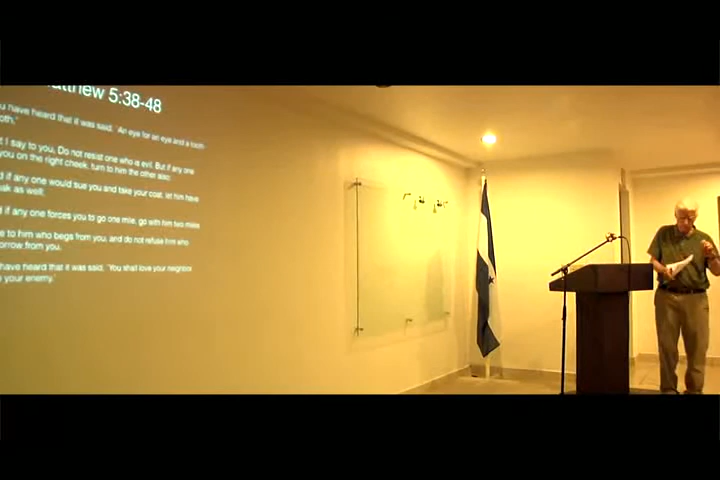 atthew 5:38-48
u have heard that it was said, 'An eye for an eye and a tooth
oth.'
t I say to you, Do not resist one who is evil. But if any one
you on the right cheek, turn to him the other also;
d if any one would sue you and take your coat, let him have
ak as well;
d if any one forces you to go one mile, go with him two miles
e to him who begs from you, and do not refuse him who
orrow from you.
have heard that it was said, 'You shall love your neighbor
e your enemy.'